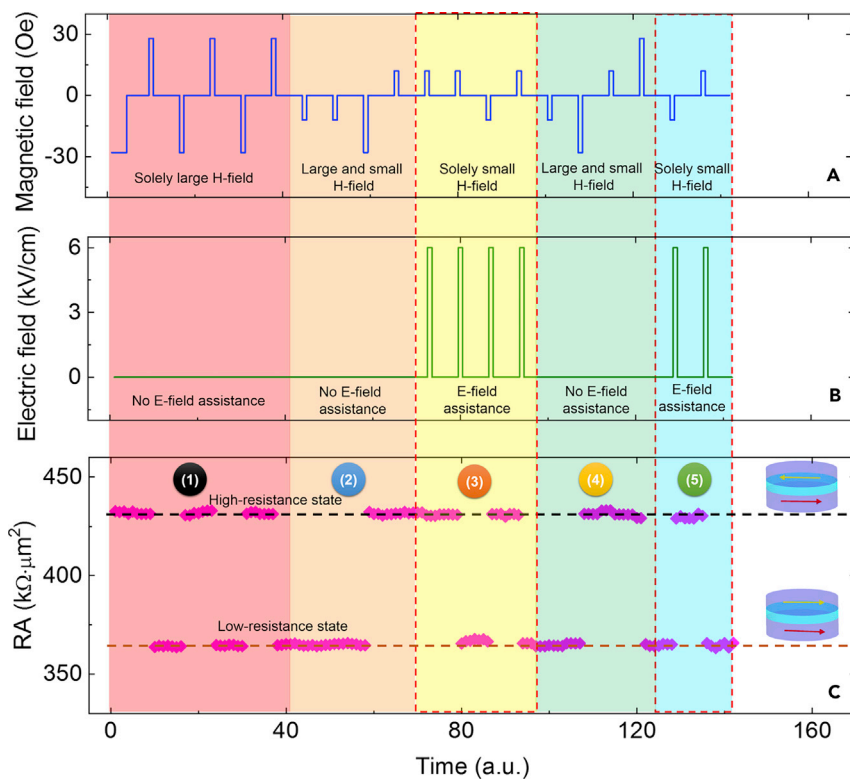 Magnetic field (Oe)
30
0
-30
Solely large H-field
Large and small
H-field
Solely small
H-field
Large and small
H-field
Solely small
H-field
A
Electric field (kV/cm)
6
3
0
No E-field assistance
No E-field
assistance
E-field
assistance
No E-field
assistance
E-field
assistance
B
RA (kΩ·μm²)
450
400
350
(1)
(2)
(3)
(4)
(5)
High-resistance state
Low-resistance state
C
0
40
80
120
160
Time (a.u.)